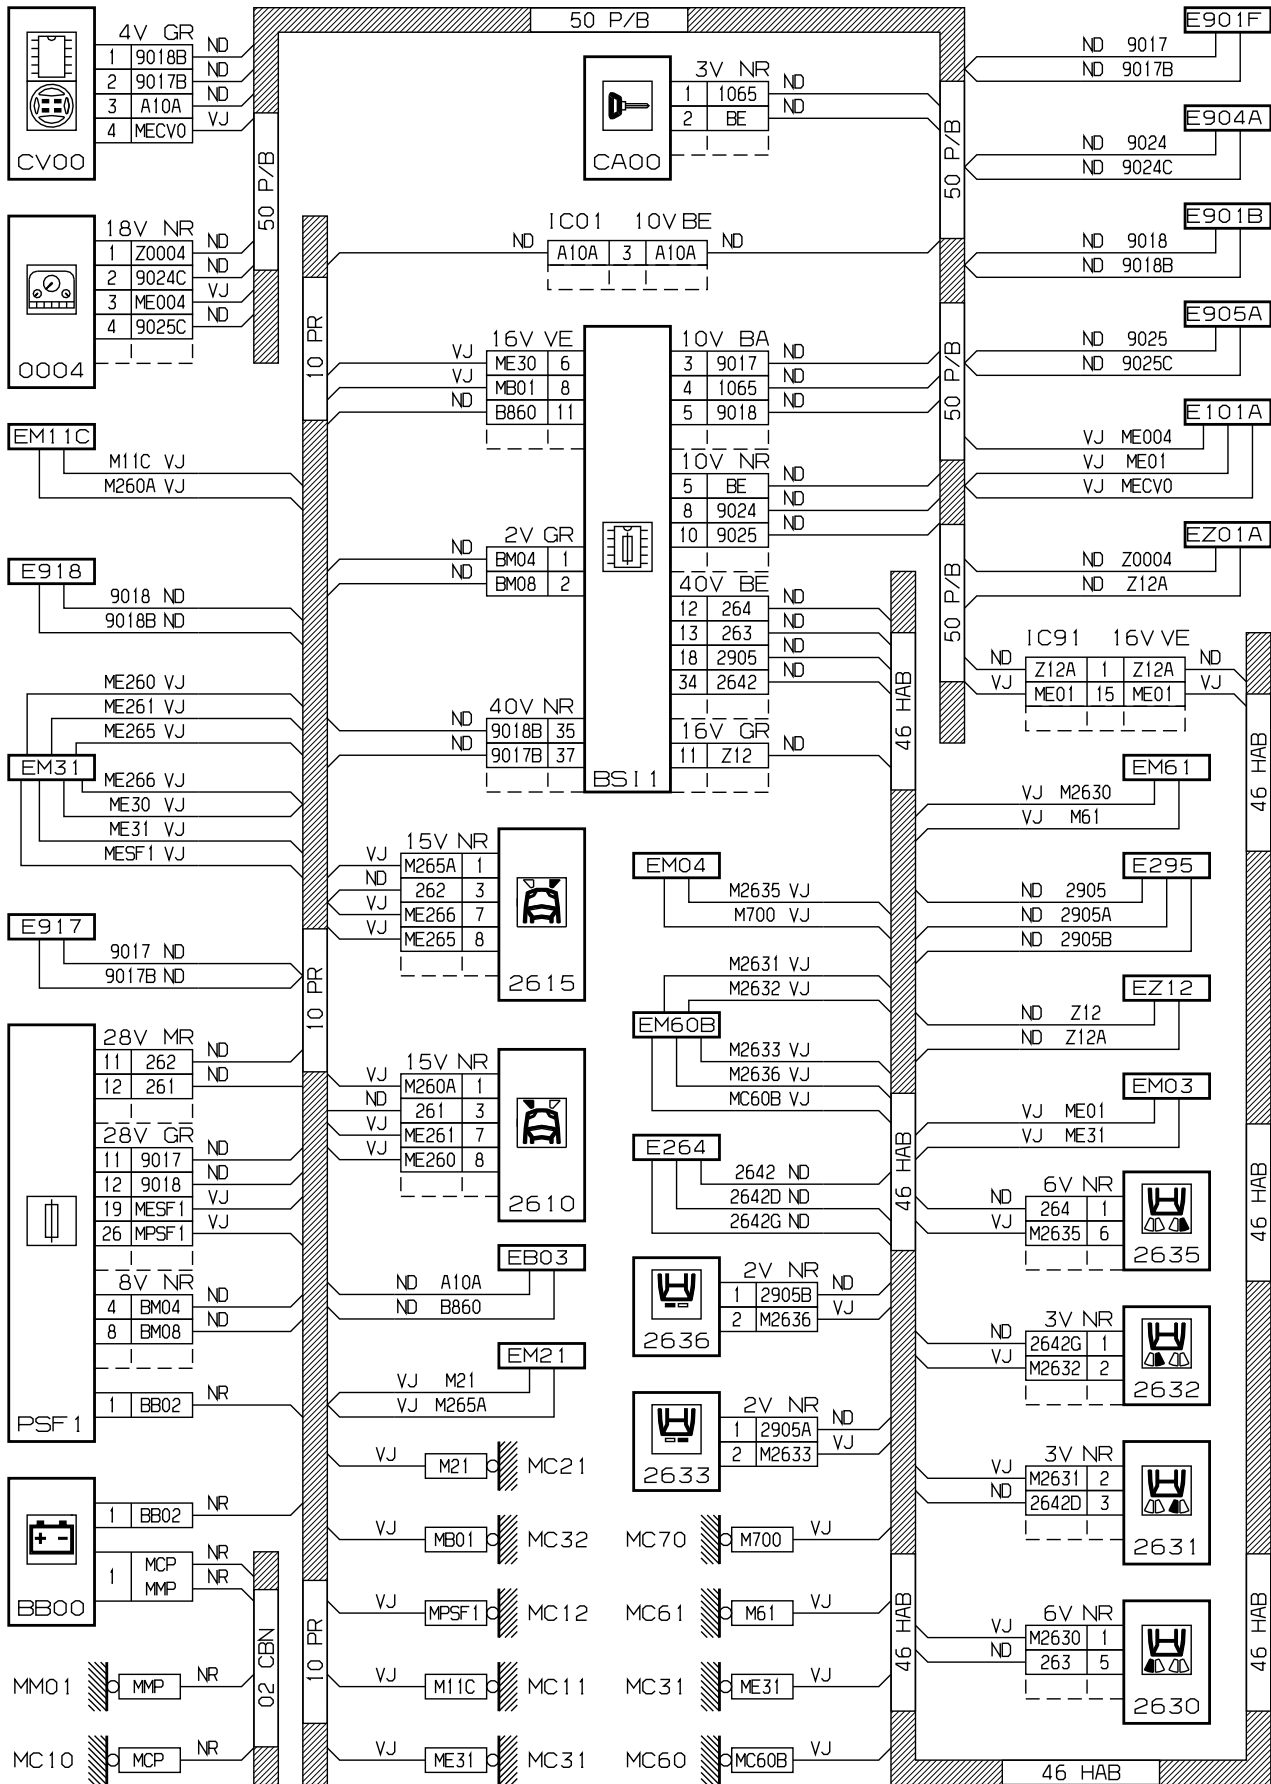 50 P/B
4V GR
1 9018B ND
2 9017B ND
3 A10A ND
4 MECV0 VJ
CV00
50 P/B
18V NR
1 Z0004 ND
2 9024C ND
3 ME004 VJ
4 9025C ND
0004
3V NR
1 1065 ND
2 BE ND
CA00
50 P/B
IC01 10V BE
ND A10A 3 A10A ND
10 PR
E901F
ND 9017
ND 9017B
E904A
ND 9024
ND 9024C
E901B
ND 9018
ND 9018B
E905A
ND 9025
ND 9025C
E101A
VJ ME004
VJ ME01
VJ MECV0
EZ01A
ND Z0004
ND Z12A
50 P/B
50 P/B
IC91 16V VE
ND Z12A 1 Z12A ND
VJ ME01 15 ME01 VJ
46 HAB
16V VE
VJ ME30 6
VJ MB01 8
ND B860 11
2V GR
ND BM04 1
ND BM08 2
40V NR
ND 9018B 35
ND 9017B 37
BSI1
10V BA
3 9017 ND
4 1065 ND
5 9018 ND
10V NR
5 BE ND
8 9024 ND
10 9025 ND
40V BE
12 264 ND
13 263 ND
18 2905 ND
34 2642 ND
16V GR
11 Z12 ND
46 HAB
EM11C
M11C VJ
M260A VJ
E918
9018 ND
9018B ND
ME260 VJ
ME261 VJ
ME265 VJ
EM31
ME266 VJ
ME30 VJ
ME31 VJ
MESF1 VJ
E917
9017 ND
9017B ND
10 PR
28V MR
11 262 ND
12 261 ND
28V GR
11 9017 ND
12 9018 ND
19 MESF1 VJ
26 MPSF1 VJ
8V NR
4 BM04 ND
8 BM08 ND
1 BB02 NR
PSF1
1 BB02 NR
1 MCP NR
MMP NR
BB00
02 CBN
MM01 MMP NR
MC10 MCP NR
15V NR
VJ M265A 1
ND 262 3
VJ ME266 7
VJ ME265 8
2615
15V NR
VJ M260A 1
ND 261 3
VJ ME261 7
VJ ME260 8
2610
EB03
ND A10A
ND B860
EM21
VJ M21
VJ M265A
VJ M21 MC21
VJ MB01 MC32
VJ MPSF1 MC12
VJ M11C MC11
VJ ME31 MC31
10 PR
EM04
M2635 VJ
M700 VJ
M2631 VJ
M2632 VJ
EM60B
M2633 VJ
M2636 VJ
MC60B VJ
E264
2642 ND
2642D ND
2642G ND
46 HAB
2V NR
1 2905B ND
2 M2636 VJ
2636
2V NR
1 2905A ND
2 M2633 VJ
2633
MC70 M700 VJ
MC61 M61 VJ
MC31 ME31 VJ
MC60 MC60B VJ
46 HAB
EM61
VJ M2630
VJ M61
E295
ND 2905
ND 2905A
ND 2905B
EZ12
ND Z12
ND Z12A
EM03
VJ ME01
VJ ME31
6V NR
ND 264 1
VJ M2635 6
2635
46 HAB
3V NR
ND 2642G 1
VJ M2632 2
2632
3V NR
VJ M2631 2
ND 2642D 3
2631
6V NR
VJ M2630 1
ND 263 5
2630
46 HAB
46 HAB